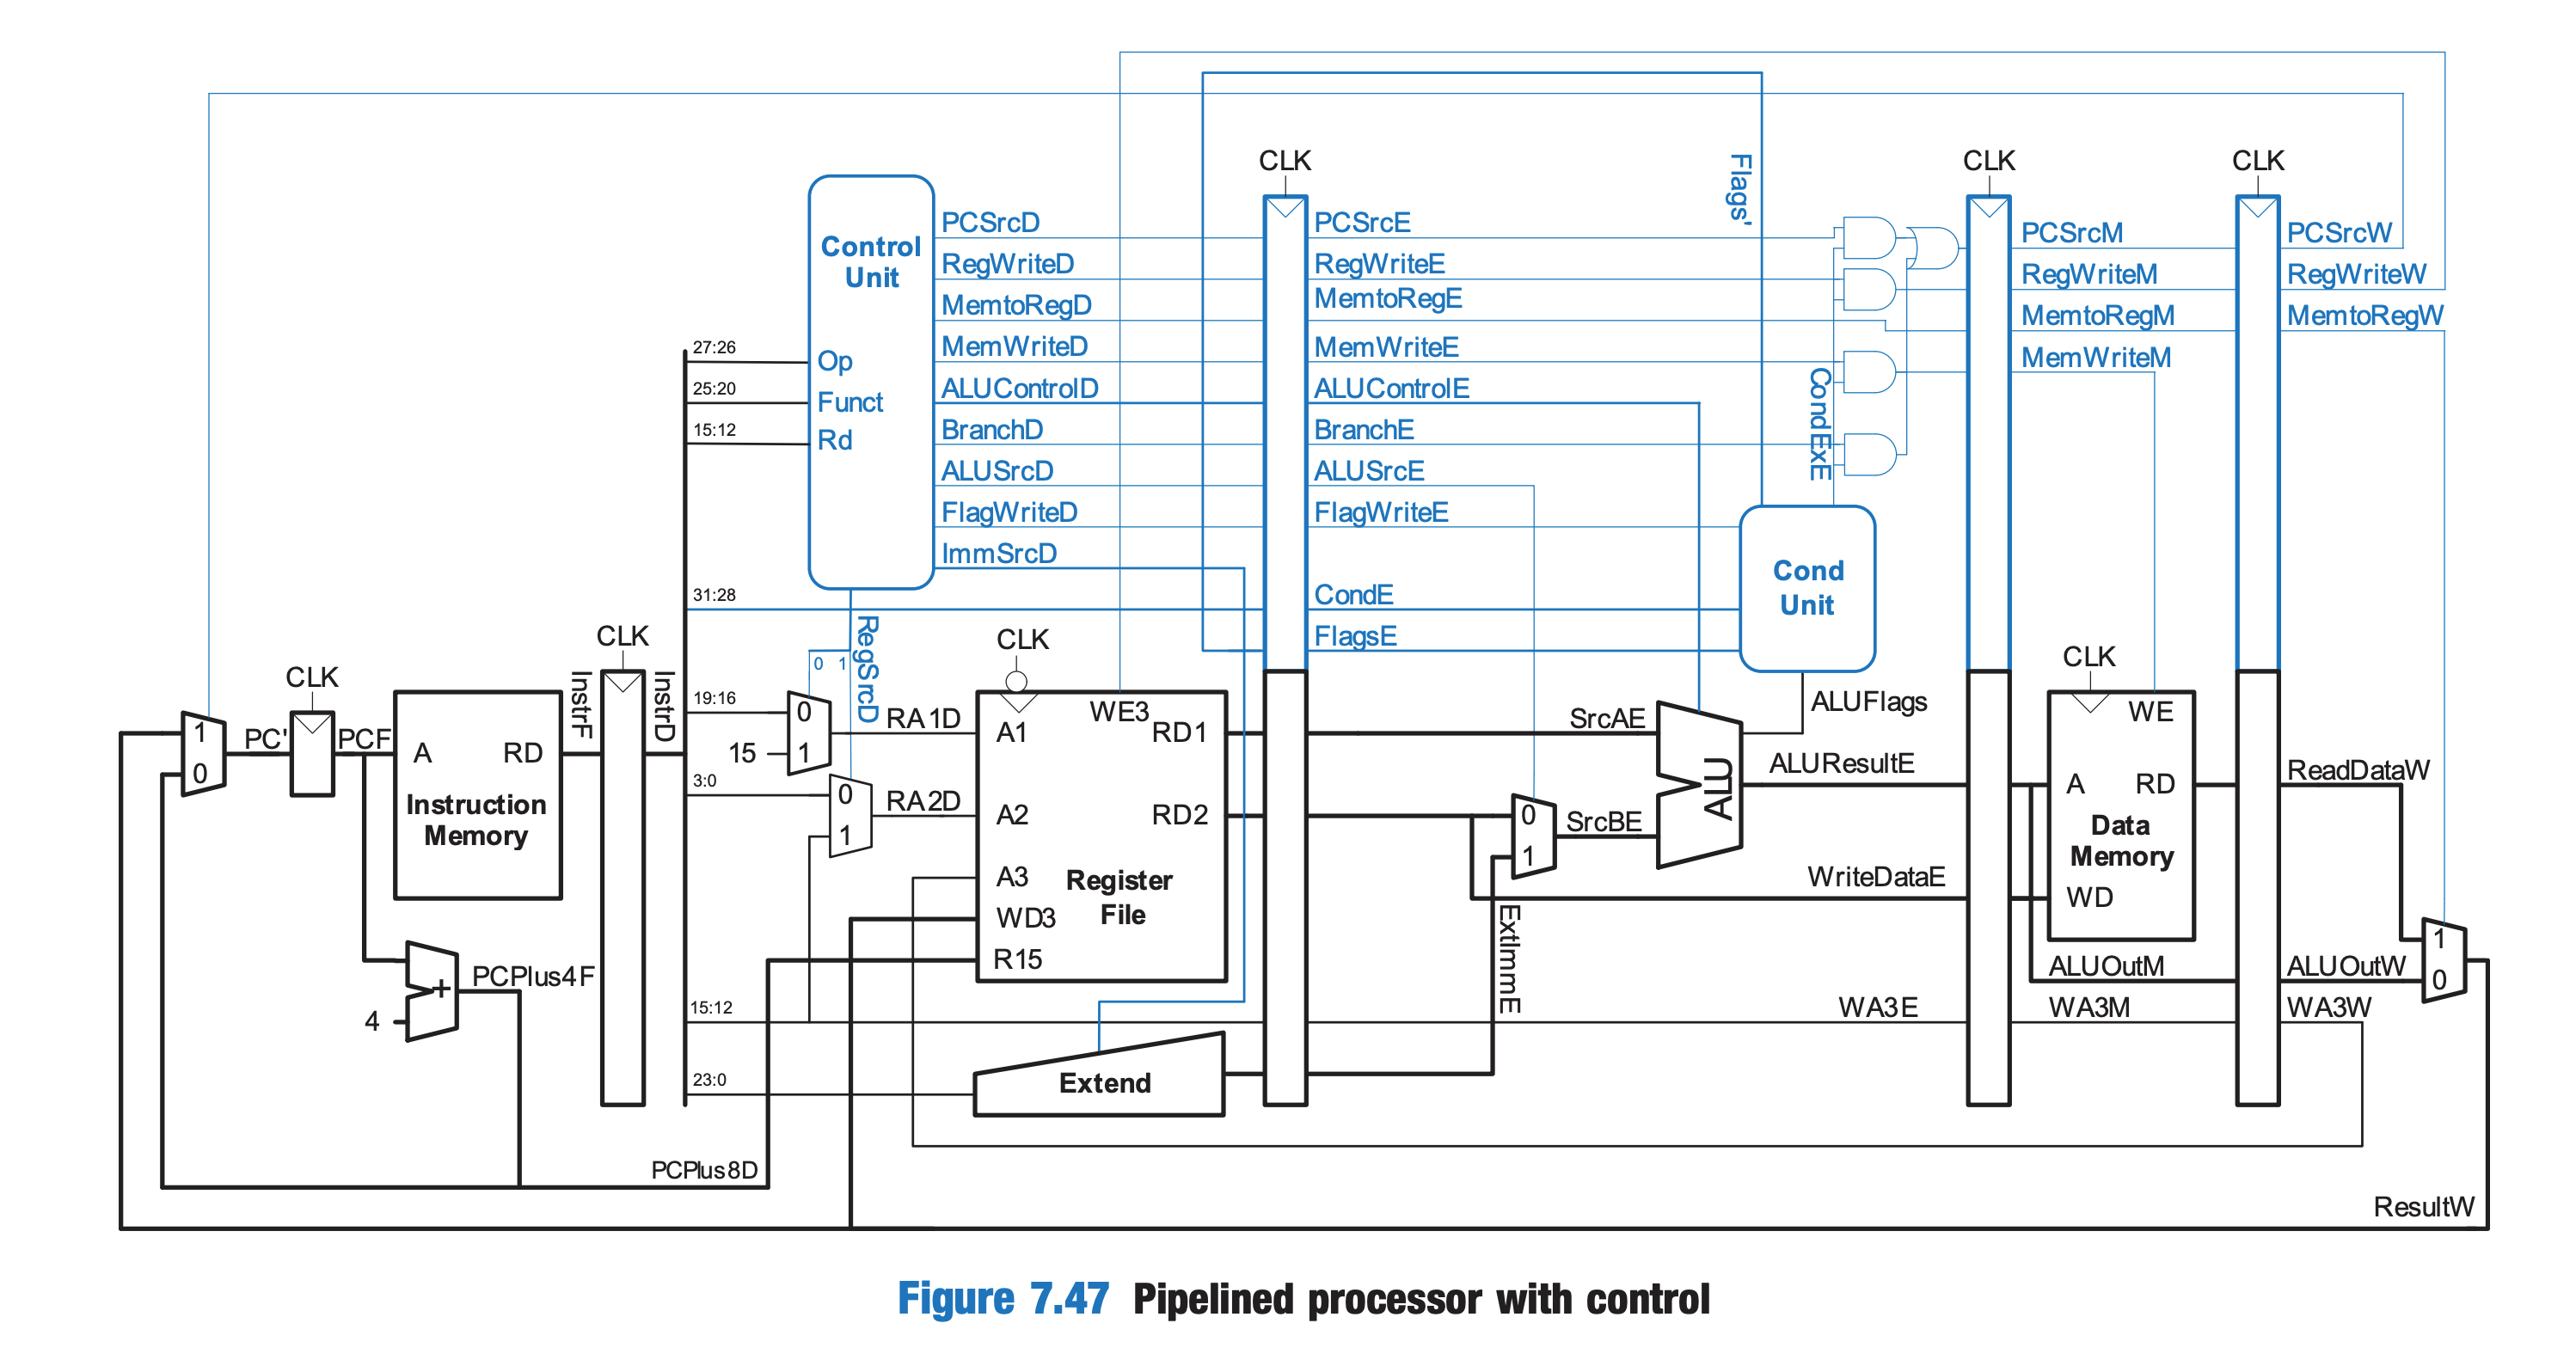 CLK
CLK
CLK
Flags'
Control
Unit
PCSrcD
PCSrcE
PCSrcM
PCSrcW
RegWriteD
RegWriteE
RegWriteM
RegWriteW
MemtoRegD
MemtoRegE
MemtoRegM
MemtoRegW
27:26
Op
MemWriteD
MemWriteE
MemWriteM
25:20
Funct
ALUControlD
ALUControlE
CondExE
15:12
Rd
BranchD
BranchE
ALUSrcD
ALUSrcE
FlagWriteD
FlagWriteE
ImmSrcD
Cond
Unit
31:28
CondE
FlagsE
CLK
CLK
CLK
CLK
RegSrcD
0 1
InstrF
InstrD
19:16
0
1
15
RA1D
A1
WE3
RD1
SrcAE
ALUFlags
WE
1
0
PC'
PCF
A
RD
Instruction
Memory
3:0
0
1
RA2D
A2
RD2
0
1
SrcBE
ALU
ALUResultE
A
RD
ReadDataW
Data
Memory
A3
Register
File
WD3
R15
WriteDataE
WD
ExtImmE
1
0
+
4
PCPlus4F
15:12
ALUOutM
ALUOutW
WA3E
WA3M
WA3W
23:0
Extend
PCPlus8D
ResultW
Figure 7.47 Pipelined processor with control